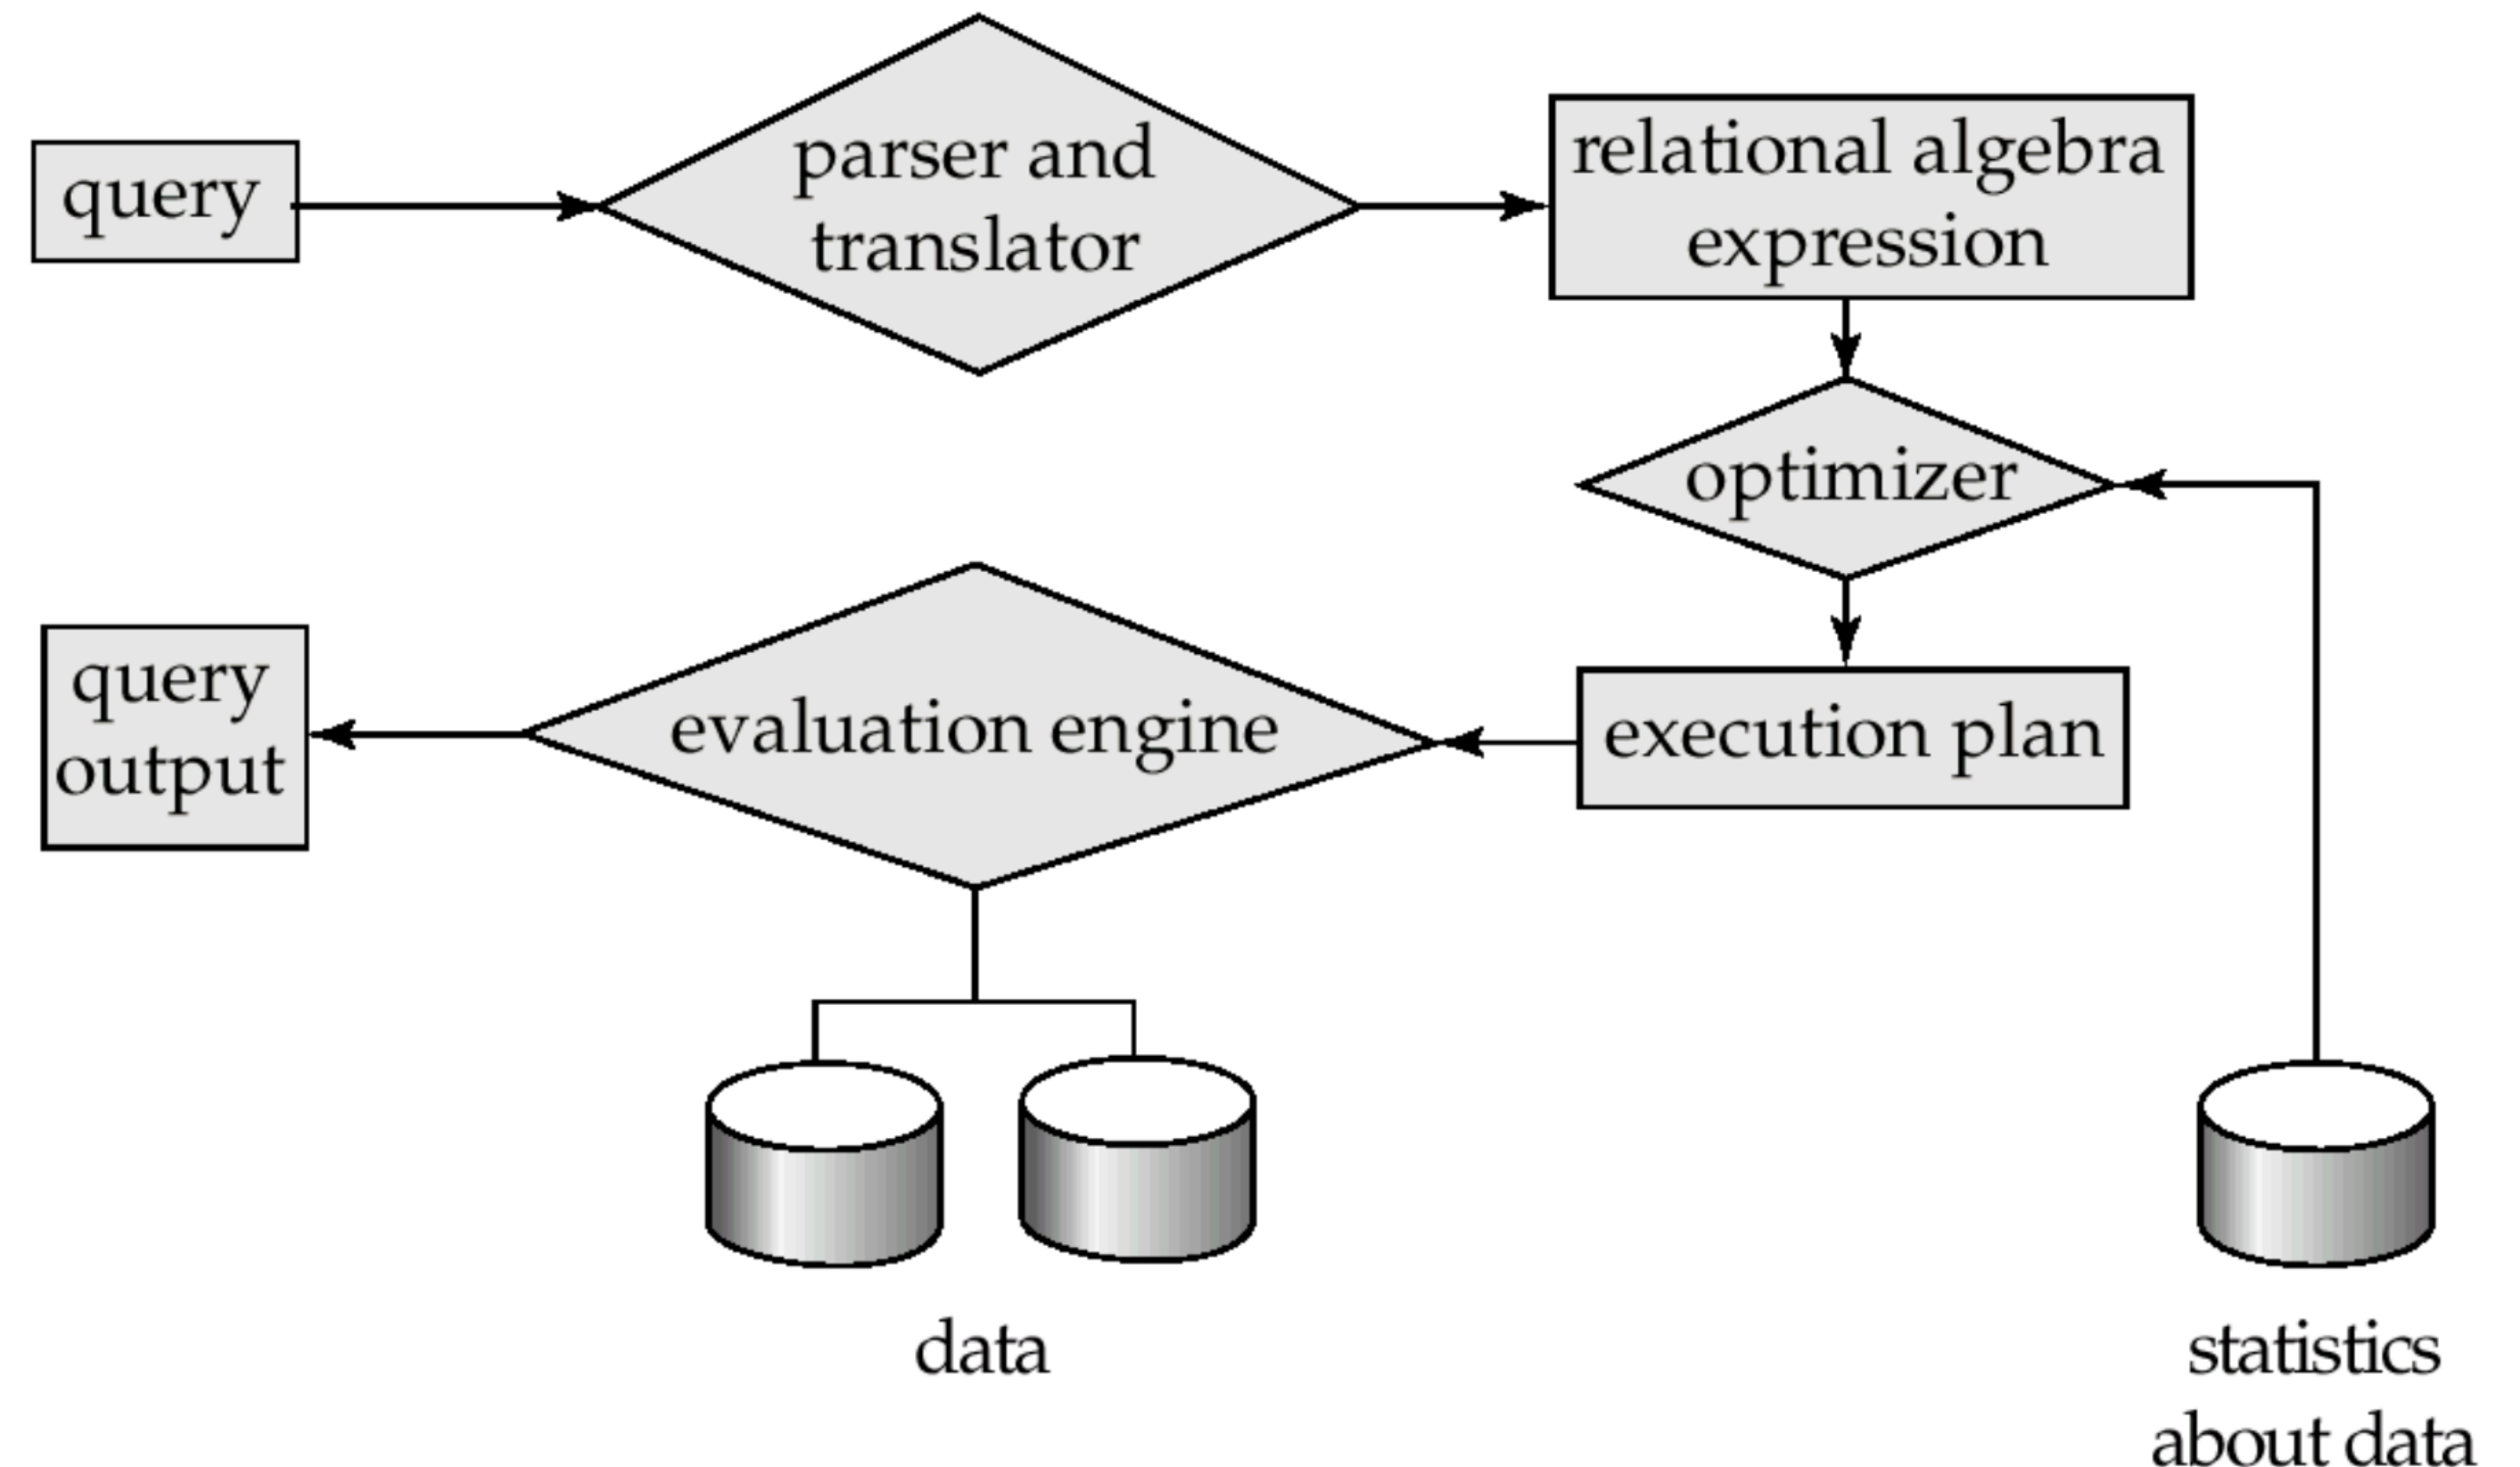 query
parser and
translator
relational algebra
expression
optimizer
query
output
evaluation engine
execution plan
data
statistics
about data